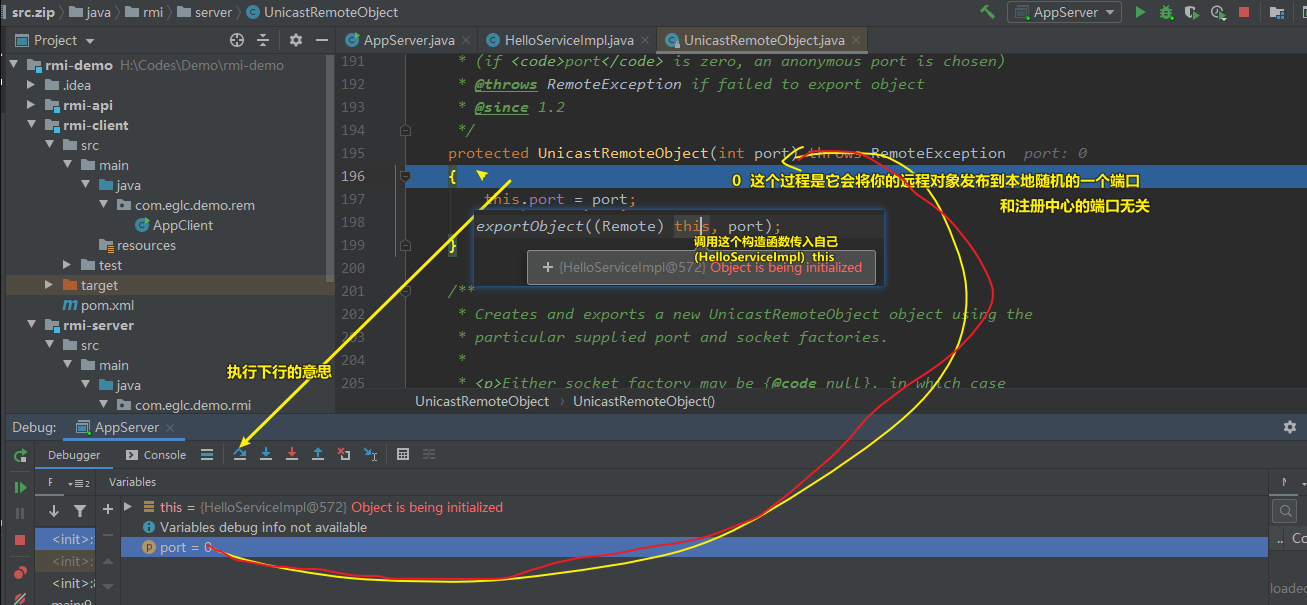 src.zip java rmi server UnicastRemoteObject AppServer
Project AppServer.java HelloServiceImpl.java UnicastRemoteObject.java
rmi-demo H:\Codes\Demo\rmi-demo
.idea
rmi-api
rmi-client
src
main
java
com.eglc.demo.rem
AppClient
resources
test
target
pom.xml
rmi-server
src
main
java
com.eglc.demo.rmi
191 * (if <code>port</code> is zero, an anonymous port is chosen)
192 * @throws RemoteException if failed to export object
193 * @since 1.2
194 */
195 protected UnicastRemoteObject(int port) throws RemoteException port: 0
196 {
0 这个过程是它会将你的远程对象发布到本地随机的一个端口
197 this.port = port;
和注册中心的端口无关
198 exportObject((Remote) this, port);
调用这个构造函数传入自己
(HelloServiceImpl) this
199 }
200
+ {HelloServiceImpl@572} Object is being initialized
201 /**
202 * Creates and exports a new UnicastRemoteObject object using the
203 * particular supplied port and socket factories.
204 *
205 * <p>Either socket factory may be {@code null}, in which case
执行下行的意思
UnicastRemoteObject UnicastRemoteObject()
Debug: AppServer
Debugger Console
F 2 Variables
this = {HelloServiceImpl@572} Object is being initialized
Variables debug info not available
port = 0
<init>:
<init>:
<init>:
main:9
.. Co
loaded